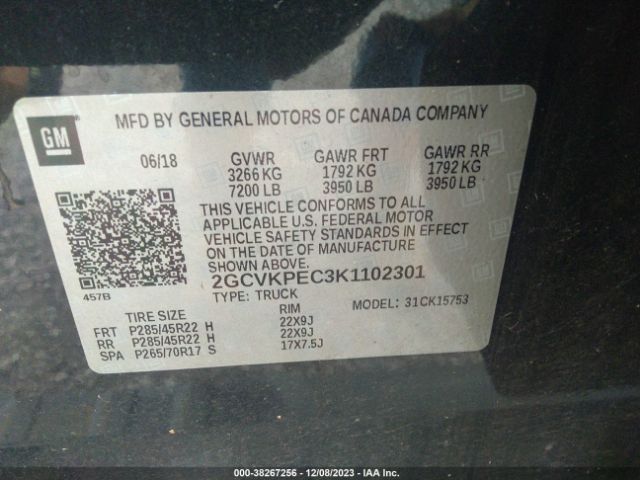 MFD BY GENERAL MOTORS OF CANADA COMPANY
GM
06/18 GVWR GAWR FRT GAWR RR
3266 KG 1792 KG 1792 KG
7200 LB 3950 LB 3950 LB
THIS VEHICLE CONFORMS TO ALL
APPLICABLE U.S. FEDERAL MOTOR
VEHICLE SAFETY STANDARDS IN EFFECT
ON THE DATE OF MANUFACTURE
SHOWN ABOVE.
2GCVKPEC3K1102301
457B TYPE: TRUCK MODEL: 31CK15753
TIRE SIZE RIM
FRT P285/45R22 H 22X9J
RR P285/45R22 H 22X9J
SPA P265/70R17 S 17X7.5J
000-38267256 - 12/08/2023 - IAA Inc.